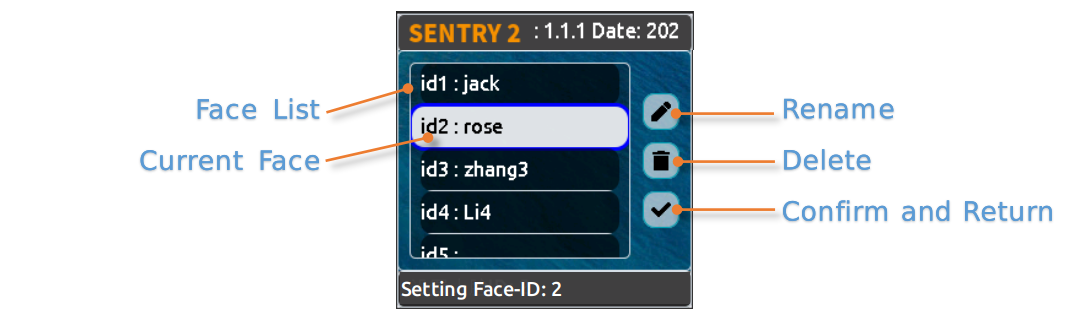 SENTRY 2 : 1.1.1 Date: 202
Face List
Current Face
id1 : jack
id2 : rose
id3 : zhang3
id4 : Li4
id5 :
Rename
Delete
Confirm and Return
Setting Face-ID: 2